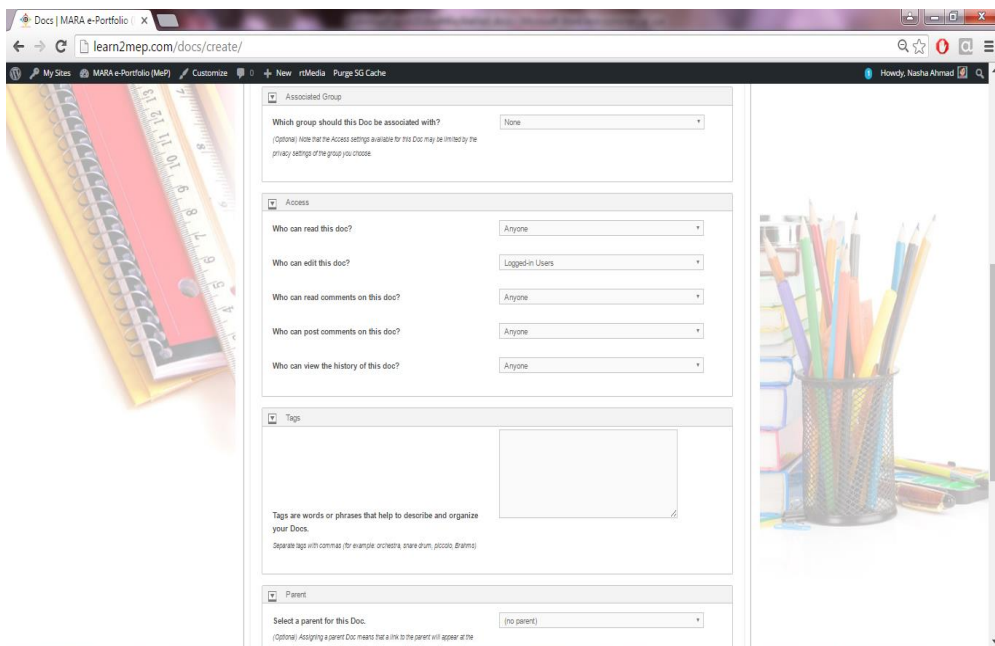 Docs | MARA e-Portfolio (
learn2mep.com/docs/create/
My Sites MARA e-Portfolio (MeP) Customize 0 + New rtMedia Purge SG Cache
1 Howdy, Nasha Ahmad
Associated Group
Which group should this Doc be associated with? None
(Optional) Note that the Access settings available for this Doc may be limited by the
privacy settings of the group you choose.
Access
Who can read this doc? Anyone
Who can edit this doc? Logged-in Users
Who can read comments on this doc? Anyone
Who can post comments on this doc? Anyone
Who can view the history of this doc? Anyone
Tags
Tags are words or phrases that help to describe and organize
your Docs.
Separate tags with commas (for example: orchestra, snare drum, piccolo, Brahms)
Parent
Select a parent for this Doc. (no parent)
(Optional) Assigning a parent Doc means that a link to the parent will appear at the